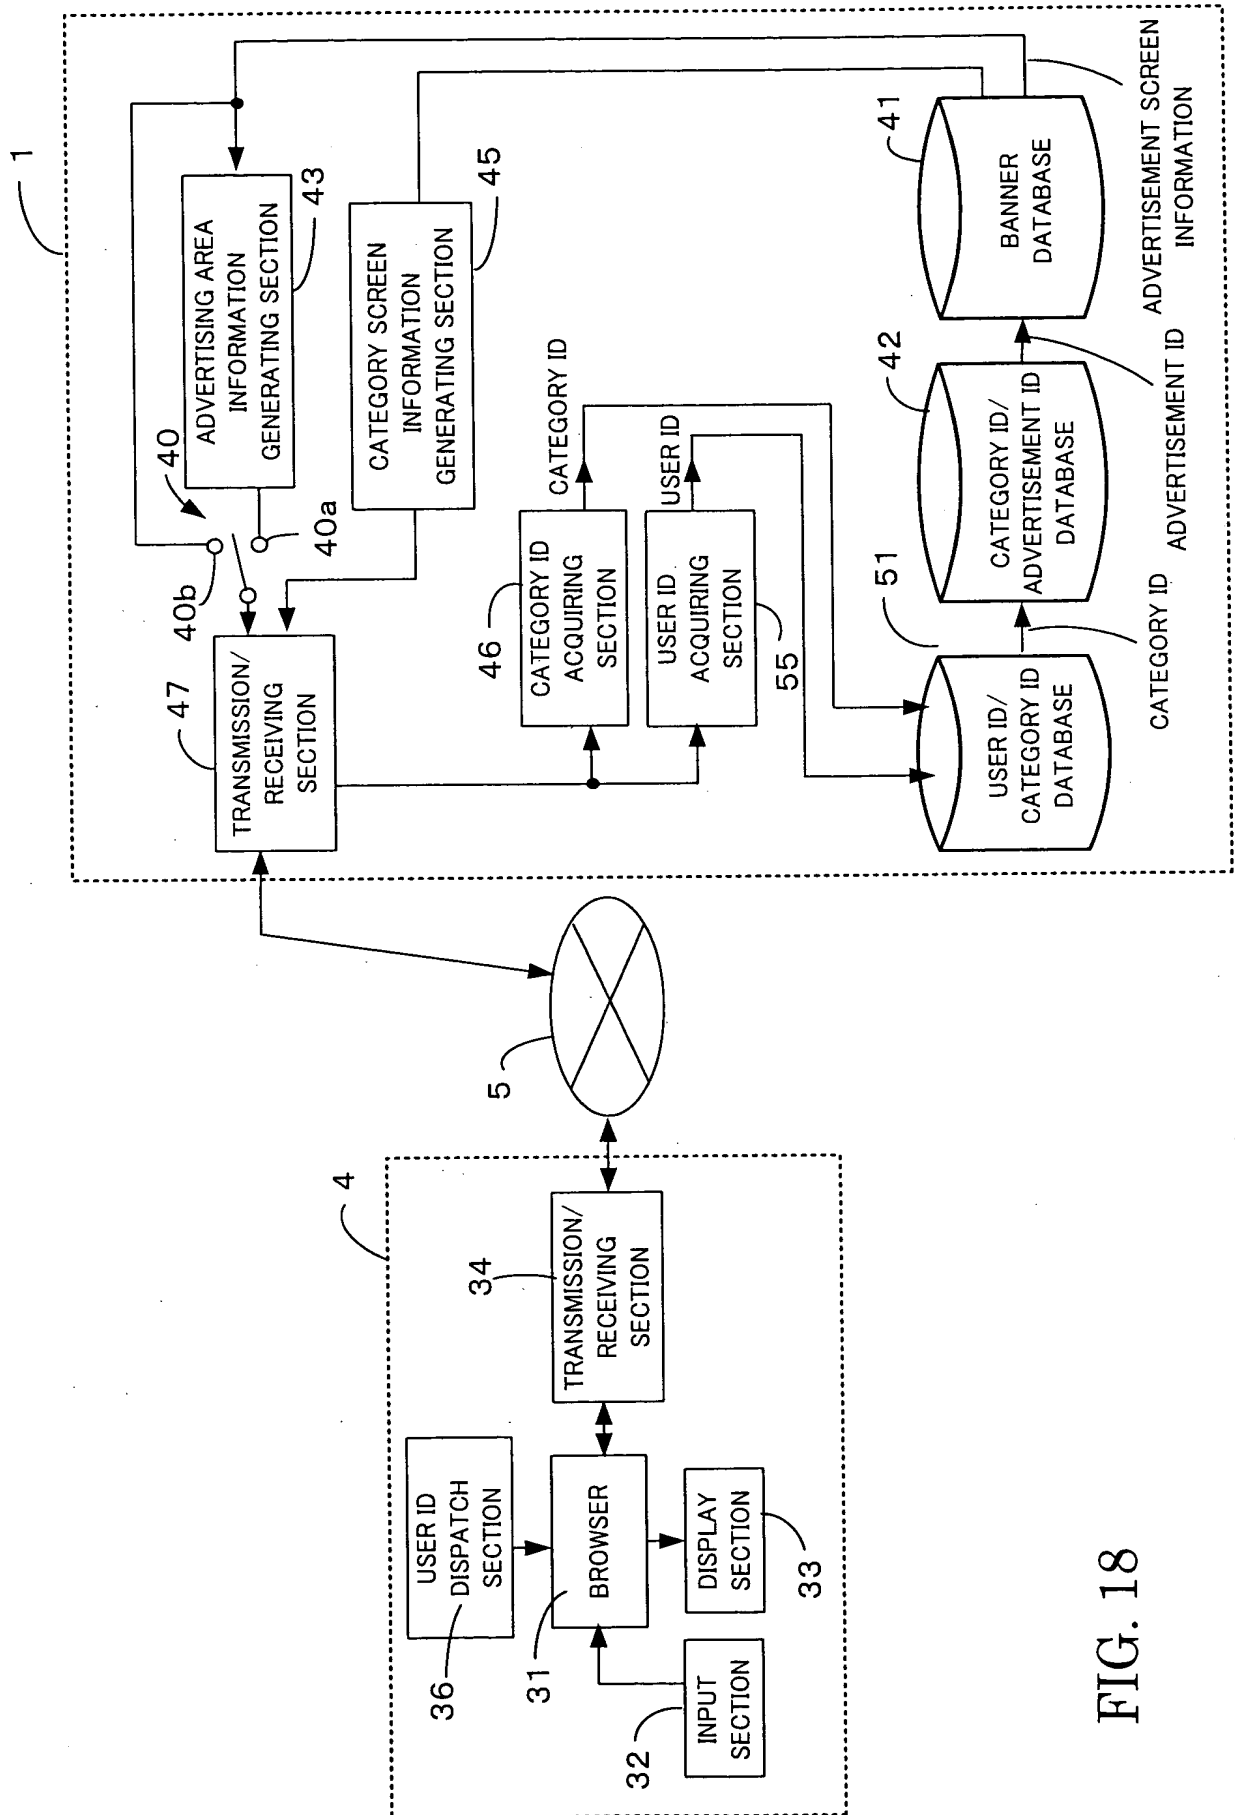 1
4
USER ID
DISPATCH
SECTION
36
BROWSER
31
INPUT
SECTION
32
DISPLAY
SECTION
33
TRANSMISSION/
RECEIVING
SECTION
34
5
TRANSMISSION/
RECEIVING
SECTION
47
40
40b
40a
ADVERTISING AREA
INFORMATION
GENERATING SECTION
43
CATEGORY SCREEN
INFORMATION
GENERATING SECTION
45
CATEGORY ID
ACQUIRING
SECTION
46
CATEGORY ID
USER ID
ACQUIRING
SECTION
55
USER ID
USER ID/
CATEGORY ID
DATABASE
51
CATEGORY ID
CATEGORY ID/
ADVERTISEMENT ID
DATABASE
42
ADVERTISEMENT ID
BANNER
DATABASE
41
ADVERTISEMENT SCREEN
INFORMATION
FIG. 18